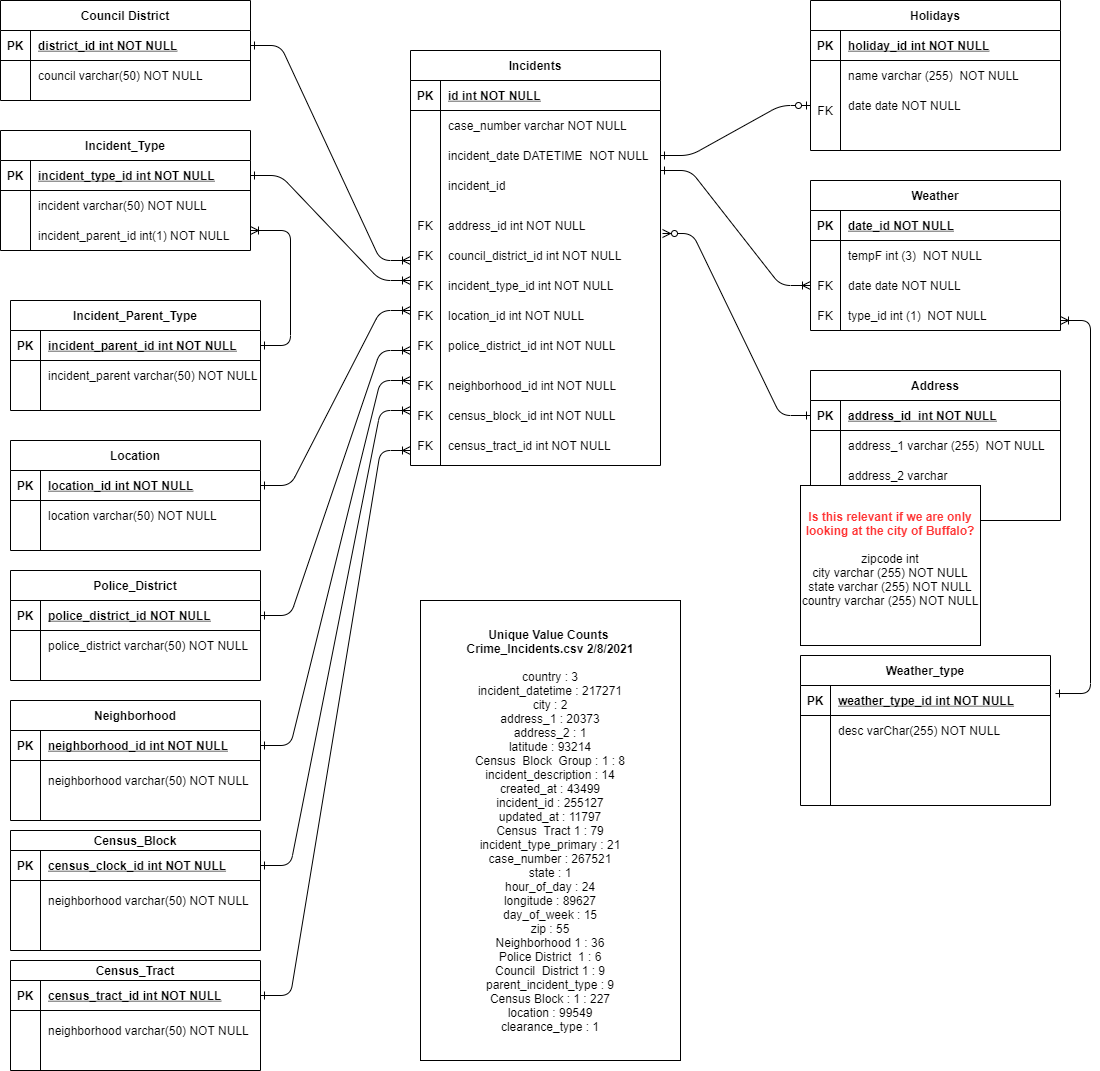 Council District
PK district_id int NOT NULL
council varchar(50) NOT NULL
Incident_Type
PK incident_type_id int NOT NULL
incident varchar(50) NOT NULL
incident_parent_id int(1) NOT NULL
Incident_Parent_Type
PK incident_parent_id int NOT NULL
incident_parent varchar(50) NOT NULL
Location
PK location_id int NOT NULL
location varchar(50) NOT NULL
Police_District
PK police_district_id NOT NULL
police_district varchar(50) NOT NULL
Neighborhood
PK neighborhood_id int NOT NULL
neighborhood varchar(50) NOT NULL
Census_Block
PK census_clock_id int NOT NULL
neighborhood varchar(50) NOT NULL
Census_Tract
PK census_tract_id int NOT NULL
neighborhood varchar(50) NOT NULL
Incidents
PK id int NOT NULL
case_number varchar NOT NULL
incident_date DATETIME  NOT NULL
incident_id
FK address_id int NOT NULL
FK council_district_id int NOT NULL
FK incident_type_id int NOT NULL
FK location_id int NOT NULL
FK police_district_id int NOT NULL
FK neighborhood_id int NOT NULL
FK census_block_id int NOT NULL
FK census_tract_id int NOT NULL
Unique Value Counts
Crime_Incidents.csv 2/8/2021
country : 3
incident_datetime : 217271
city : 2
address_1 : 20373
address_2 : 1
latitude : 93214
Census  Block  Group : 1 : 8
incident_description : 14
created_at : 43499
incident_id : 255127
updated_at : 11797
Census  Tract 1 : 79
incident_type_primary : 21
case_number : 267521
state : 1
hour_of_day : 24
longitude : 89627
day_of_week : 15
zip : 55
Neighborhood 1 : 36
Police District  1 : 6
Council  District 1 : 9
parent_incident_type : 9
Census Block : 1 : 227
location : 99549
clearance_type : 1
Holidays
PK holiday_id int NOT NULL
name varchar (255)  NOT NULL
FK date date NOT NULL
Weather
PK date_id NOT NULL
tempF int (3)  NOT NULL
FK date date NOT NULL
FK type_id int (1)  NOT NULL
Address
PK address_id  int NOT NULL
address_1 varchar (255)  NOT NULL
address_2 varchar
Is this relevant if we are only
looking at the city of Buffalo?
zipcode int
city varchar (255) NOT NULL
state varchar (255) NOT NULL
country varchar (255) NOT NULL
Weather_type
PK weather_type_id int NOT NULL
desc varChar(255) NOT NULL